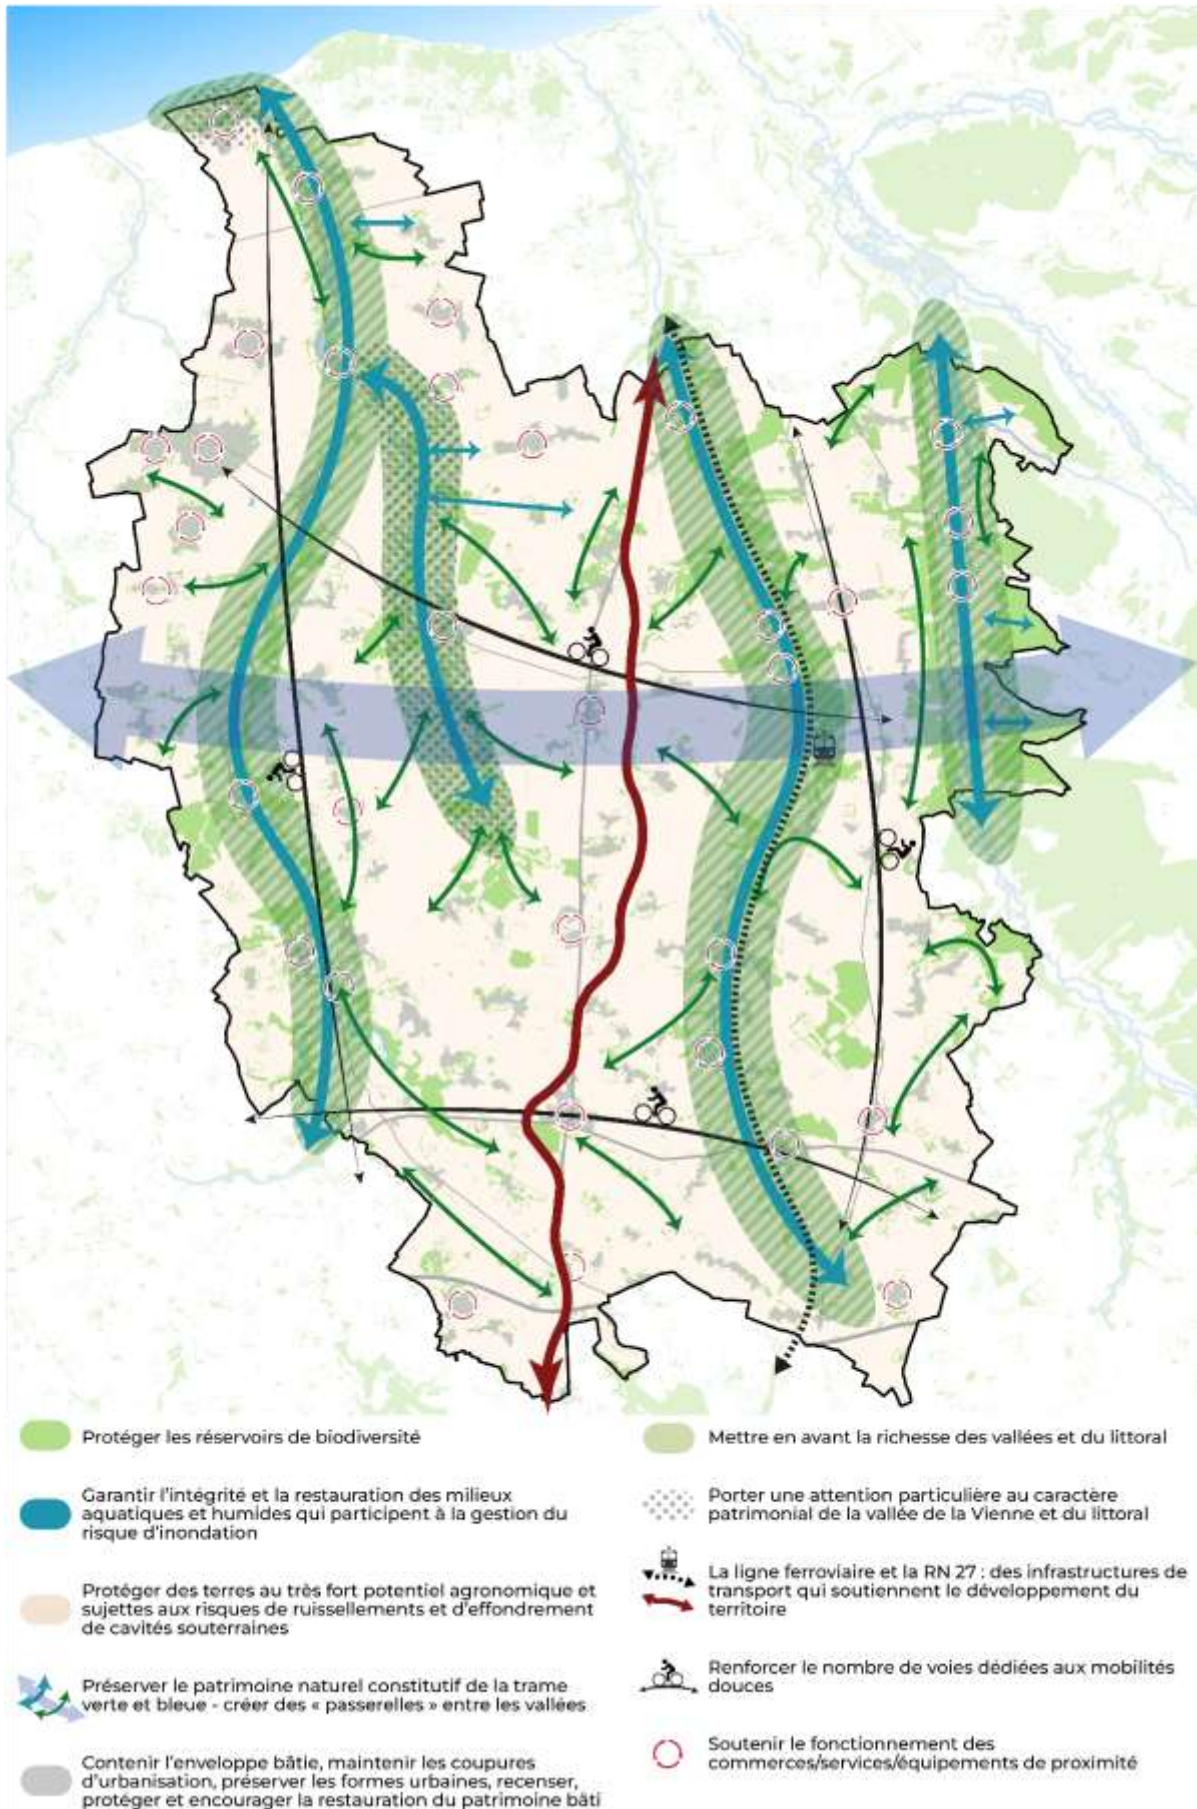 Protéger les réservoirs de biodiversité
Garantir l'intégrité et la restauration des milieux
aquatiques et humides qui participent à la gestion du
risque d'inondation
Protéger des terres au très fort potentiel agronomique et
sujettes aux risques de ruissellements et d'effondrement
de cavités souterraines
Préserver le patrimoine naturel constitutif de la trame
verte et bleue - créer des « passerelles » entre les vallées
Contenir l'enveloppe bâtie, maintenir les coupures
d'urbanisation, préserver les formes urbaines, recenser,
protéger et encourager la restauration du patrimoine bâti
Mettre en avant la richesse des vallées et du littoral
Porter une attention particulière au caractère
patrimonial de la vallée de la Vienne et du littoral
La ligne ferroviaire et la RN 27 : des infrastructures de
transport qui soutiennent le développement du
territoire
Renforcer le nombre de voies dédiées aux mobilités
douces
Soutenir le fonctionnement des
commerces/services/équipements de proximité